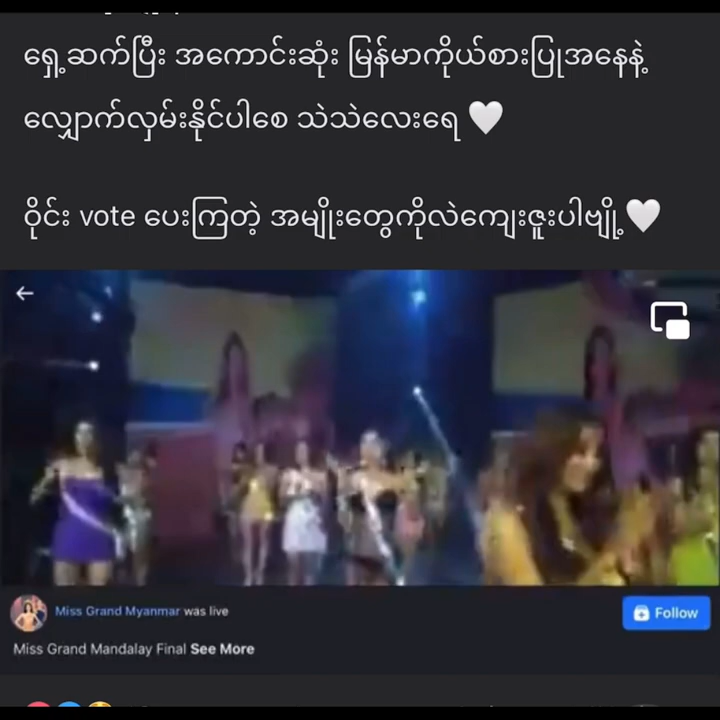 ရှေ့ဆက်ပြီး အကောင်းဆုံး မြန်မာကိုယ်စားပြုအနေနဲ့
လျှောက်လှမ်းနိုင်ပါစေ သဲသဲလေးရေ 🤍
ဝိုင်း vote ပေးကြတဲ့ အမျိုးတွေကိုလဲကျေးဇူးပါဗျို့🤍
Miss Grand Myanmar was live
Follow
Miss Grand Mandalay Final See More